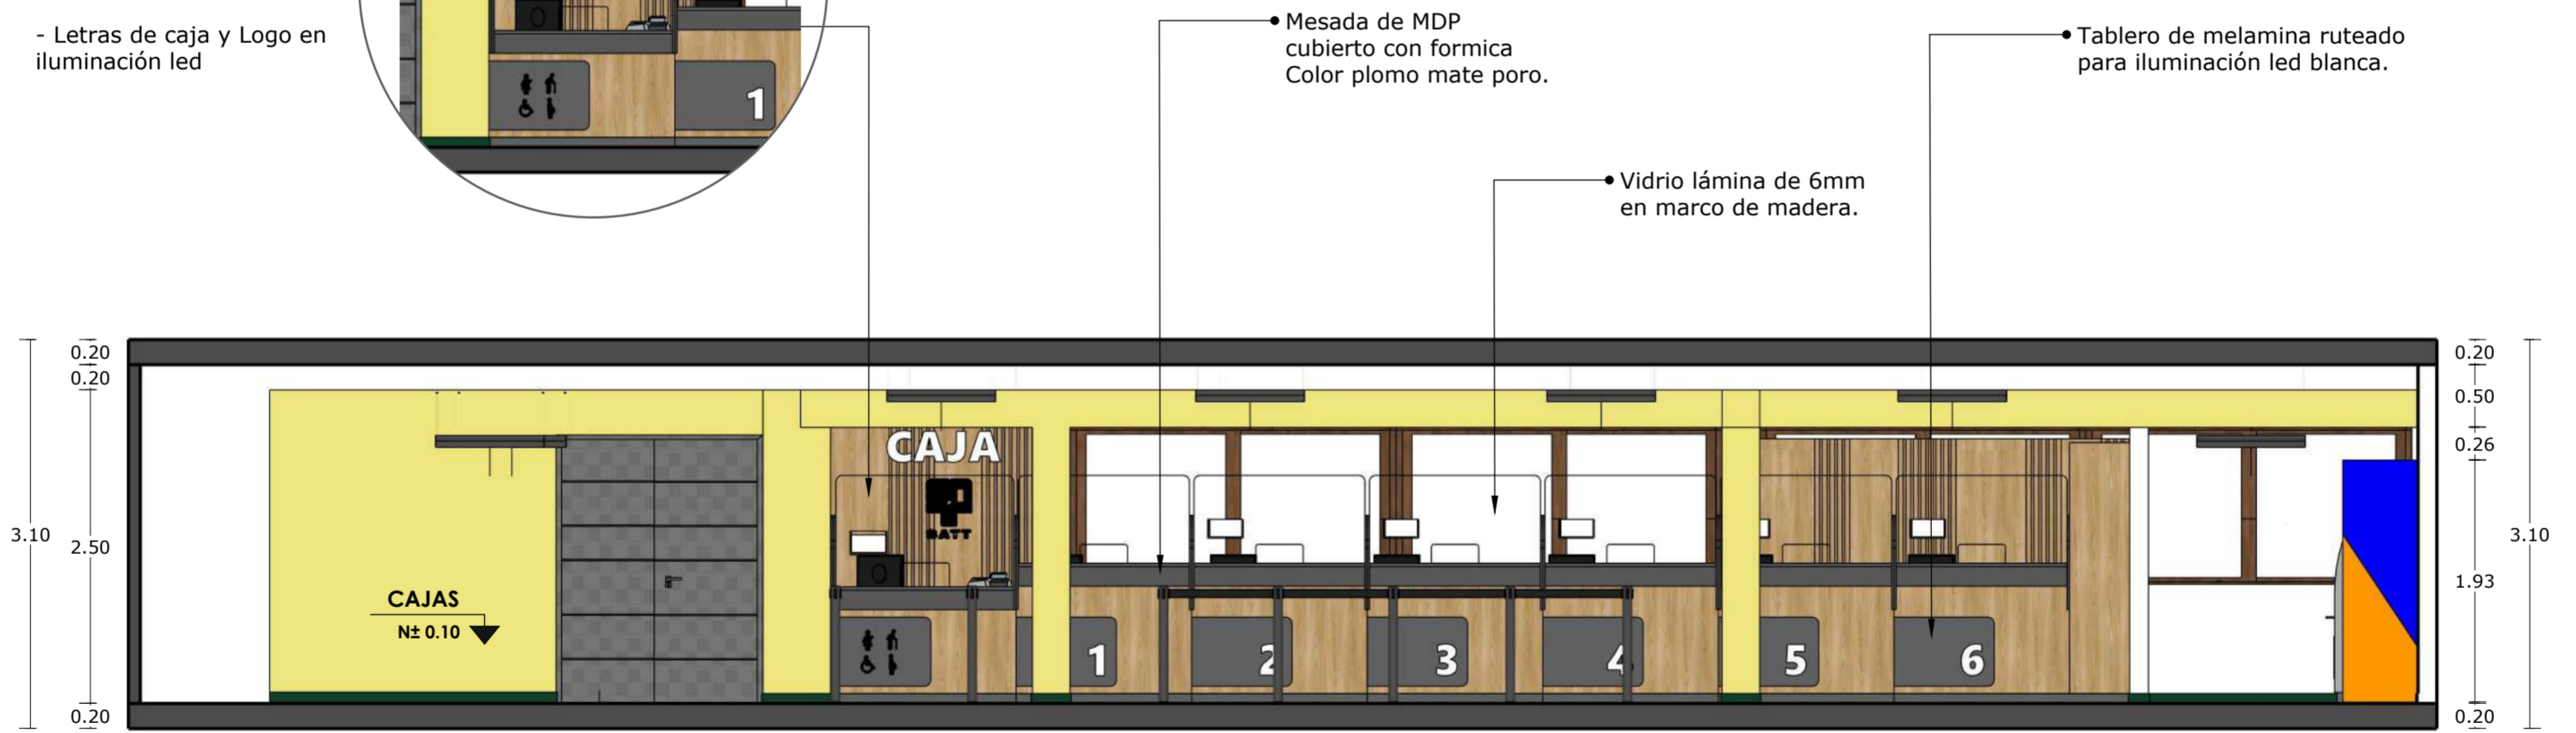 - Letras de caja y Logo en
iluminación led
1
Mesada de MDP
cubierto con formica
Color plomo mate poro.
Tablero de melamina ruteado
para iluminación led blanca.
Vidrio lámina de 6mm
en marco de madera.
0.20
0.20
3.10
2.50
0.20
CAJAS
N± 0.10
CAJA
SATT
1
2
3
4
5
6
0.20
0.50
0.26
3.10
1.93
0.20